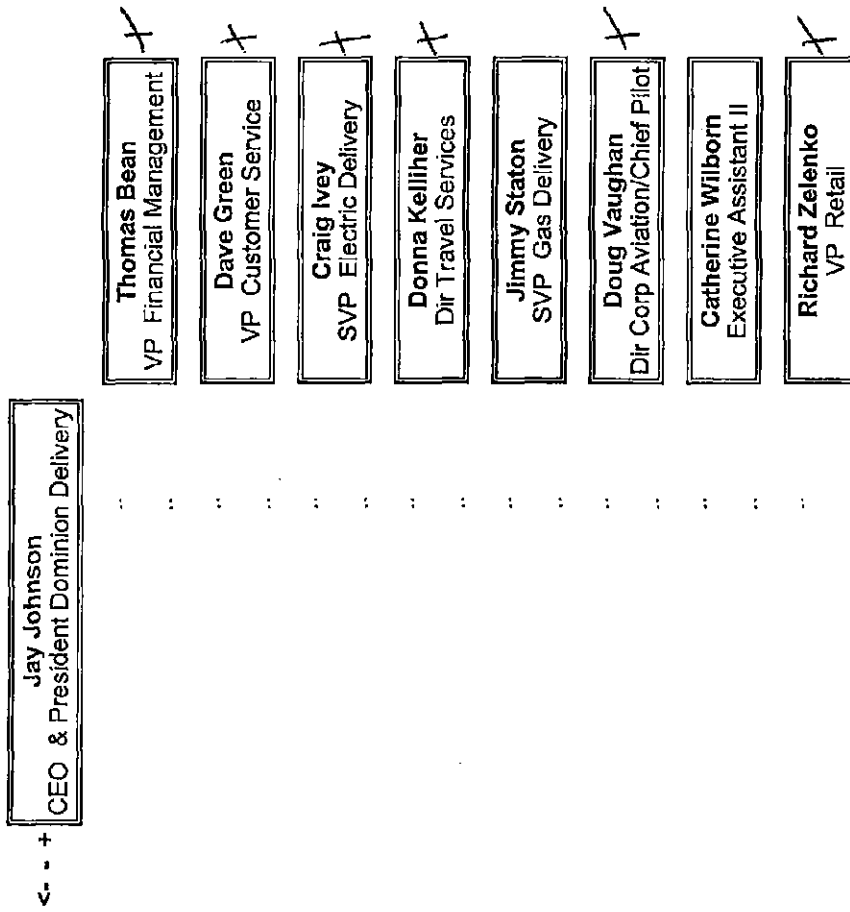 <- - +
Jay Johnson
CEO & President Dominion Delivery
Thomas Bean
VP Financial Management
X
Dave Green
VP Customer Service
X
Craig Ivey
SVP Electric Delivery
X
Donna Kelliher
Dir Travel Services
X
Jimmy Staton
SVP Gas Delivery
Doug Vaughan
Dir Corp Aviation/Chief Pilot
X
Catherine Wilborn
Executive Assistant II
Richard Zelenko
VP Retail
X